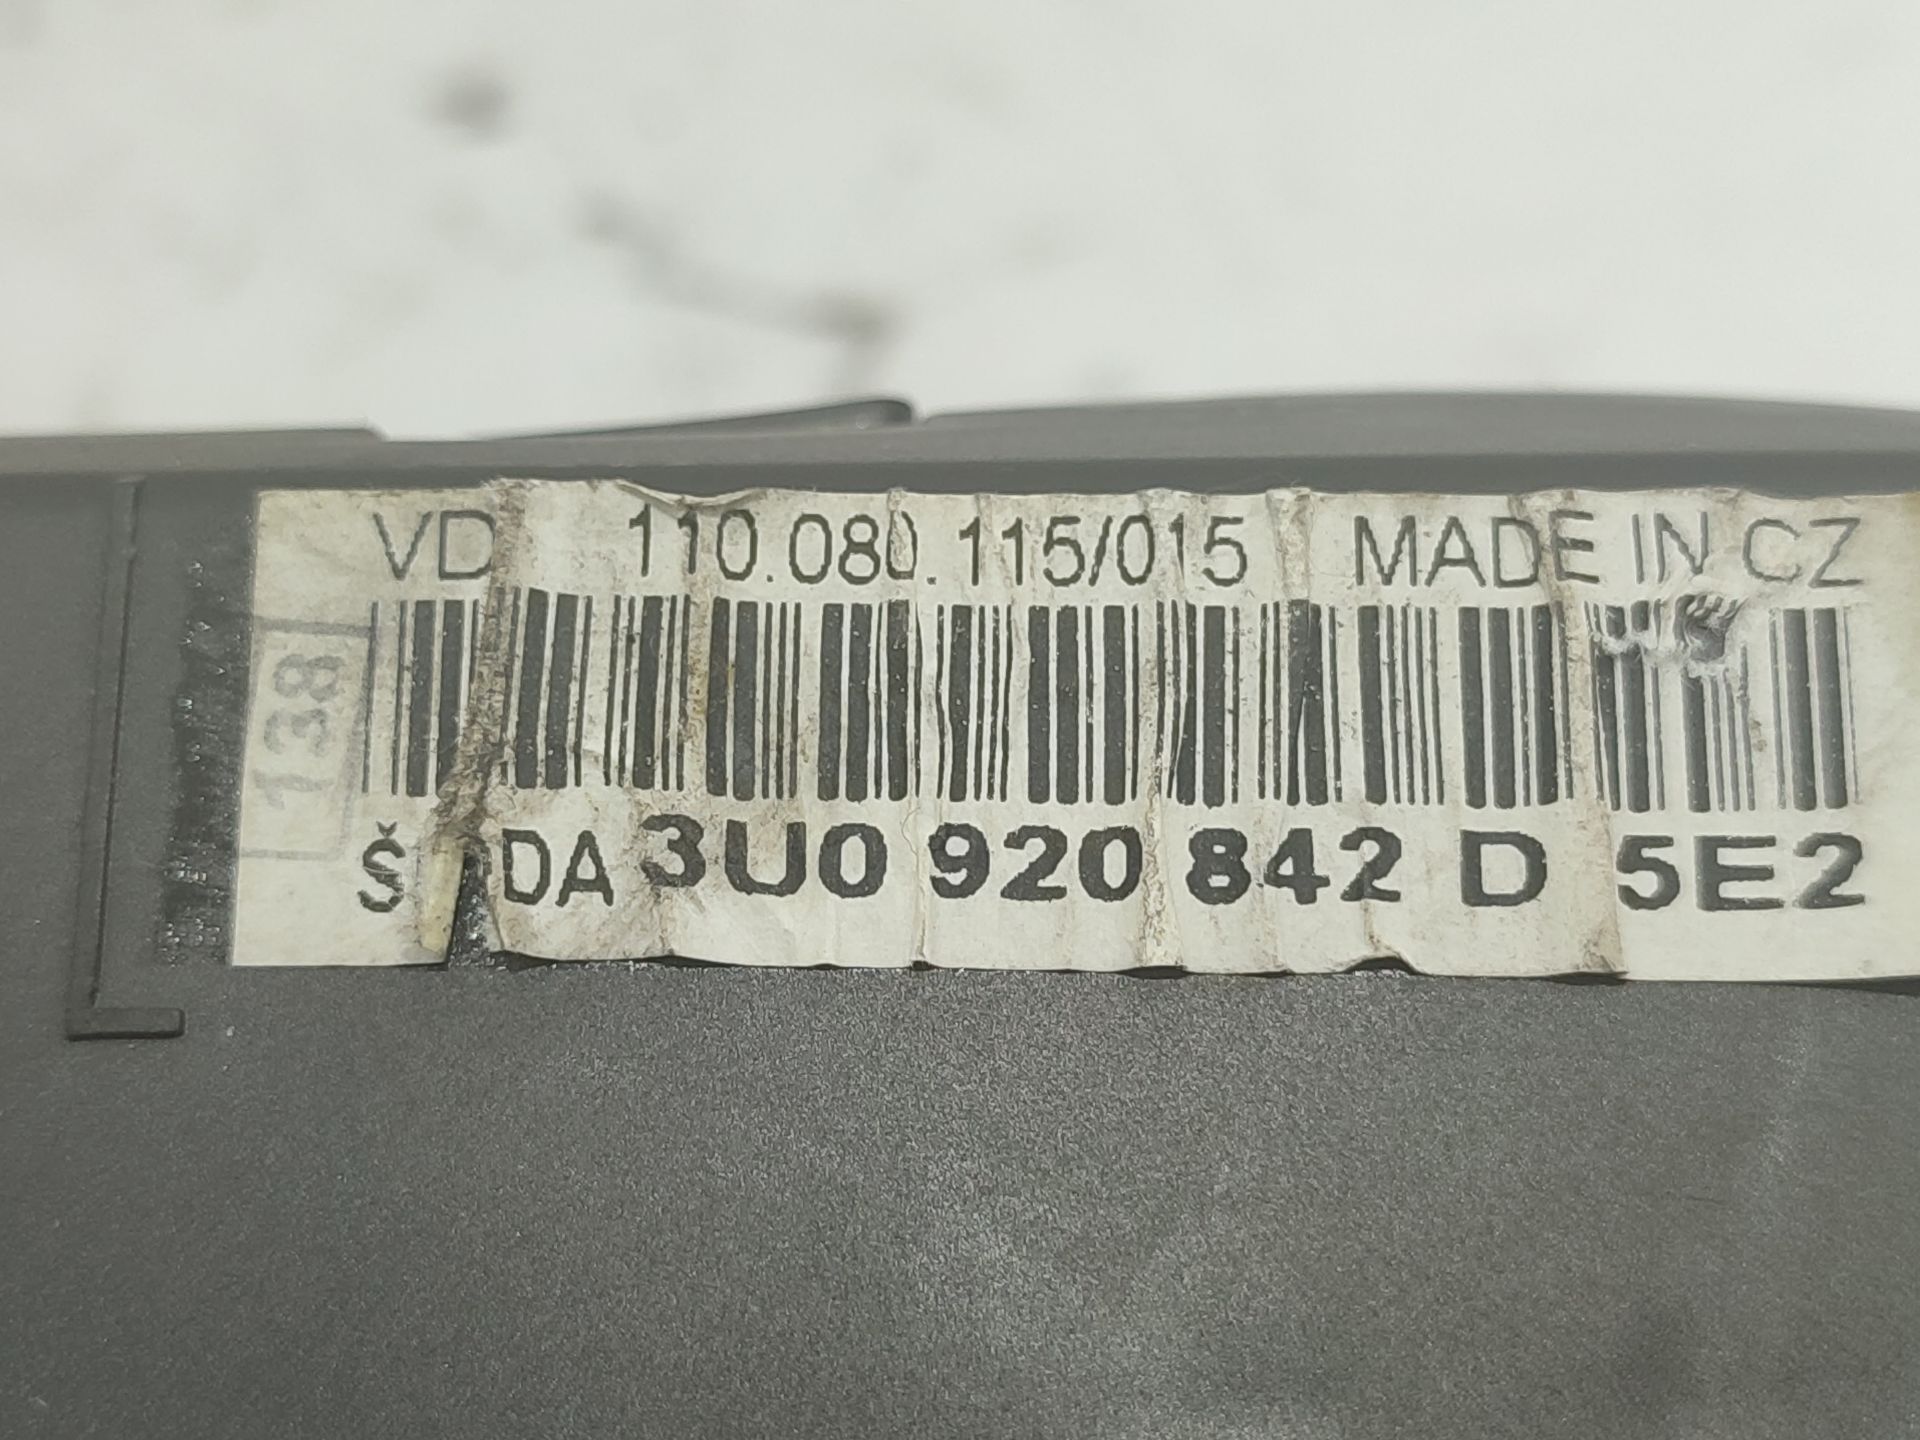 VD 110.080.115/015 MADE IN CZ
138
3U0 920 842 D 5E2